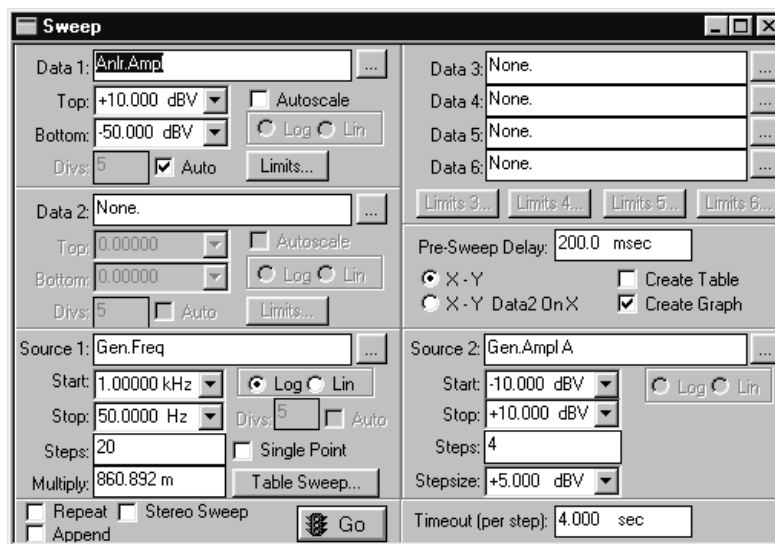 Sweep
Data 1: Anlr.Ampl ...
Top: +10.000 dBV Autoscale
Bottom: -50.000 dBV Log Lin
Divs: 5 Auto Limits...
Data 2: None. ...
Top: 0.00000 Autoscale
Bottom: 0.00000 Log Lin
Divs: 5 Auto Limits...
Source 1: Gen.Freq ...
Start: 1.00000 kHz Log Lin
Stop: 50.0000 Hz Divs: 5 Auto
Steps: 20 Single Point
Multiply: 860.892 m Table Sweep...
Repeat Stereo Sweep
Append Go
Data 3: None. ...
Data 4: None. ...
Data 5: None. ...
Data 6: None. ...
Limits 3... Limits 4... Limits 5... Limits 6...
Pre-Sweep Delay: 200.0 msec
X - Y Create Table
X - Y Data2 On X Create Graph
Source 2: Gen.Ampl A ...
Start: -10.000 dBV Log Lin
Stop: +10.000 dBV
Steps: 4
Stepsize: +5.000 dBV
Timeout (per step): 4.000 sec